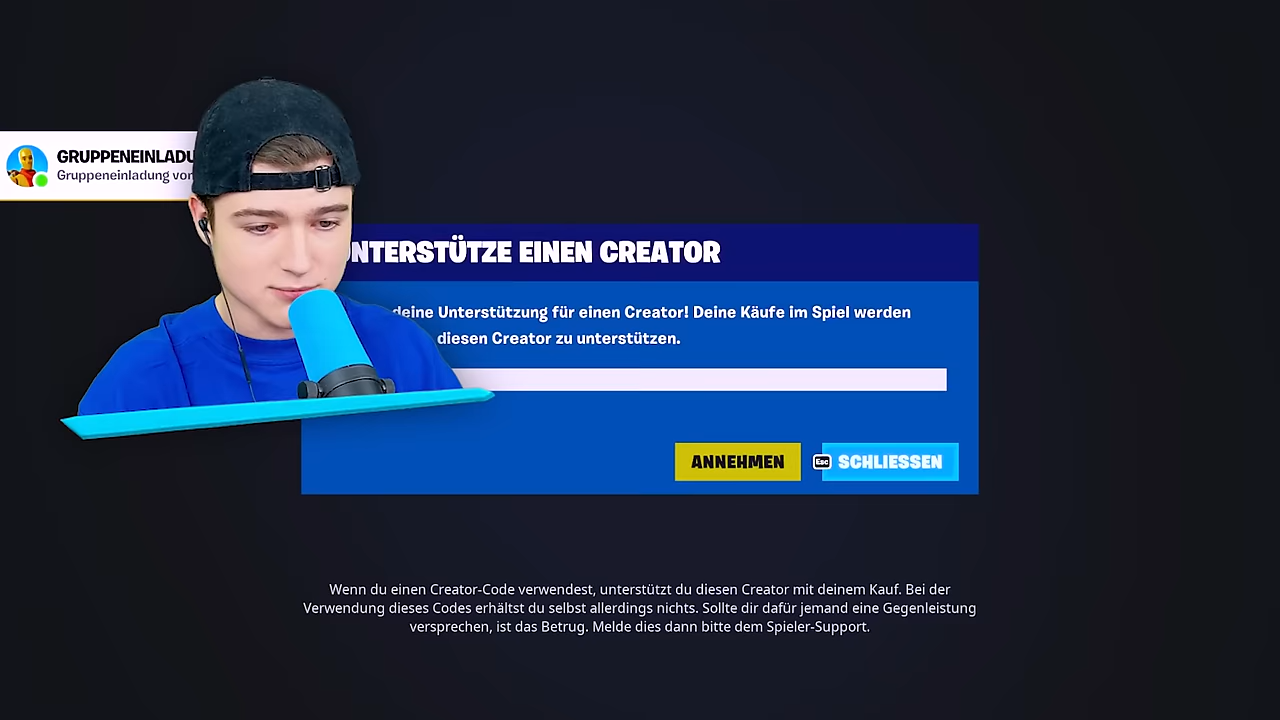 GRUPPENEINLADU
Gruppeneinladung von
UNTERSTÜTZE EINEN CREATOR
deine Unterstützung für einen Creator! Deine Käufe im Spiel werden
diesen Creator zu unterstützen.
ANNEHMEN
Esc SCHLIESSEN
Wenn du einen Creator-Code verwendest, unterstützt du diesen Creator mit deinem Kauf. Bei der
Verwendung dieses Codes erhältst du selbst allerdings nichts. Sollte dir dafür jemand eine Gegenleistung
versprechen, ist das Betrug. Melde dies dann bitte dem Spieler-Support.